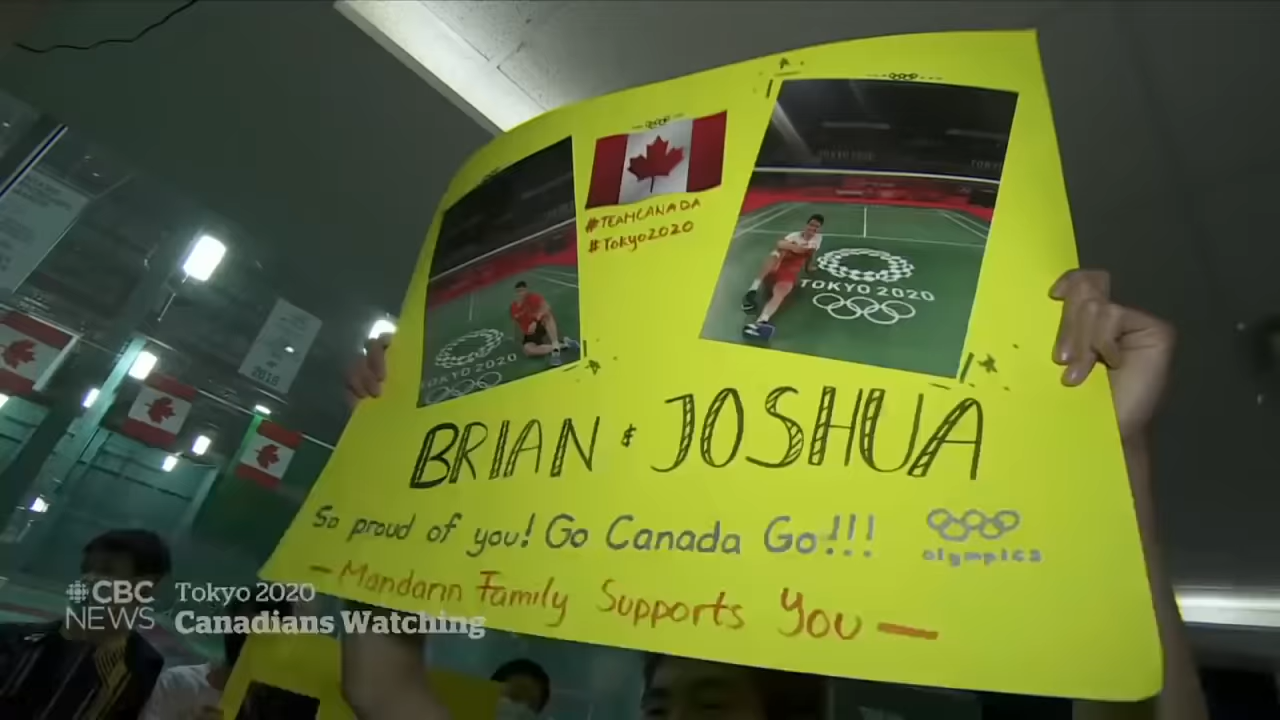 #TEAMCANADA
#Tokyo2020
TOKYO 2020
TOKYO 2020
BRIAN & JOSHUA
So proud of you! Go Canada Go!!!
olympics
— Mandarin Family Supports You —
2018
CBC NEWS
Tokyo 2020
Canadians Watching